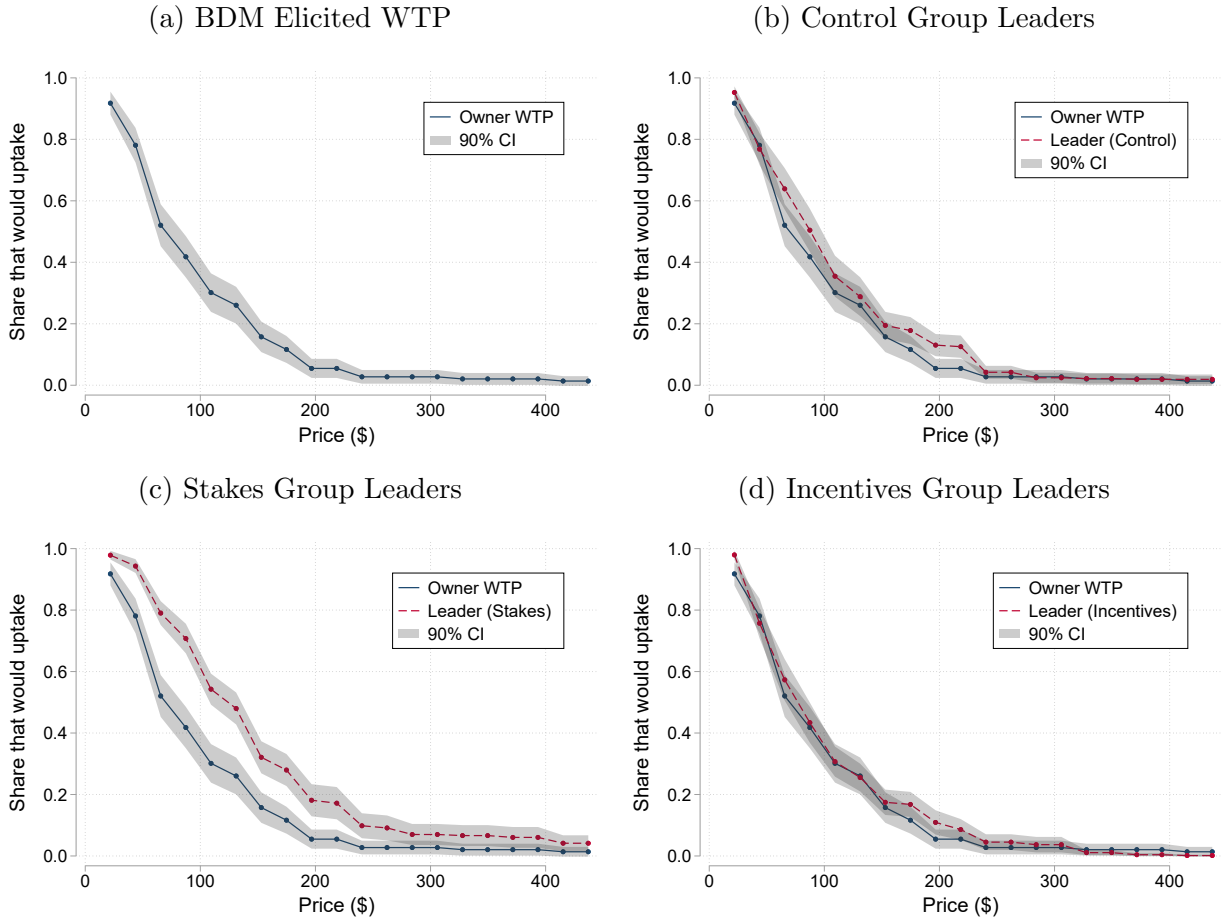 (a) BDM Elicited WTP
Share that would uptake
1.0
0.8
0.6
0.4
0.2
0.0
Owner WTP
90% CI
0
100
200
300
400
Price ($)
(b) Control Group Leaders
Share that would uptake
1.0
0.8
0.6
0.4
0.2
0.0
Owner WTP
Leader (Control)
90% CI
0
100
200
300
400
Price ($)
(c) Stakes Group Leaders
Share that would uptake
1.0
0.8
0.6
0.4
0.2
0.0
Owner WTP
Leader (Stakes)
90% CI
0
100
200
300
400
Price ($)
(d) Incentives Group Leaders
Share that would uptake
1.0
0.8
0.6
0.4
0.2
0.0
Owner WTP
Leader (Incentives)
90% CI
0
100
200
300
400
Price ($)